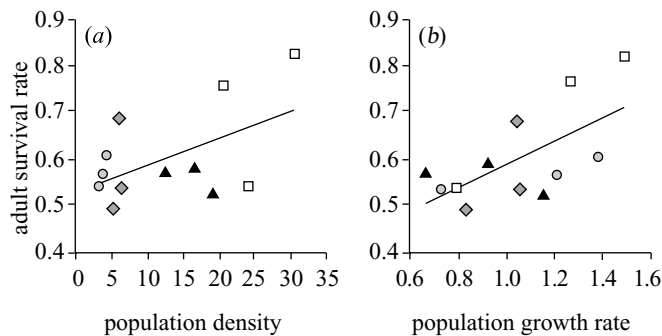 (a)
(b)
adult survival rate
0.9
0.8
0.7
0.6
0.5
0.4
0 5 10 15 20 25 30 35
population density
0.9
0.8
0.7
0.6
0.5
0.4
0.6 0.8 1.0 1.2 1.4 1.6
population growth rate